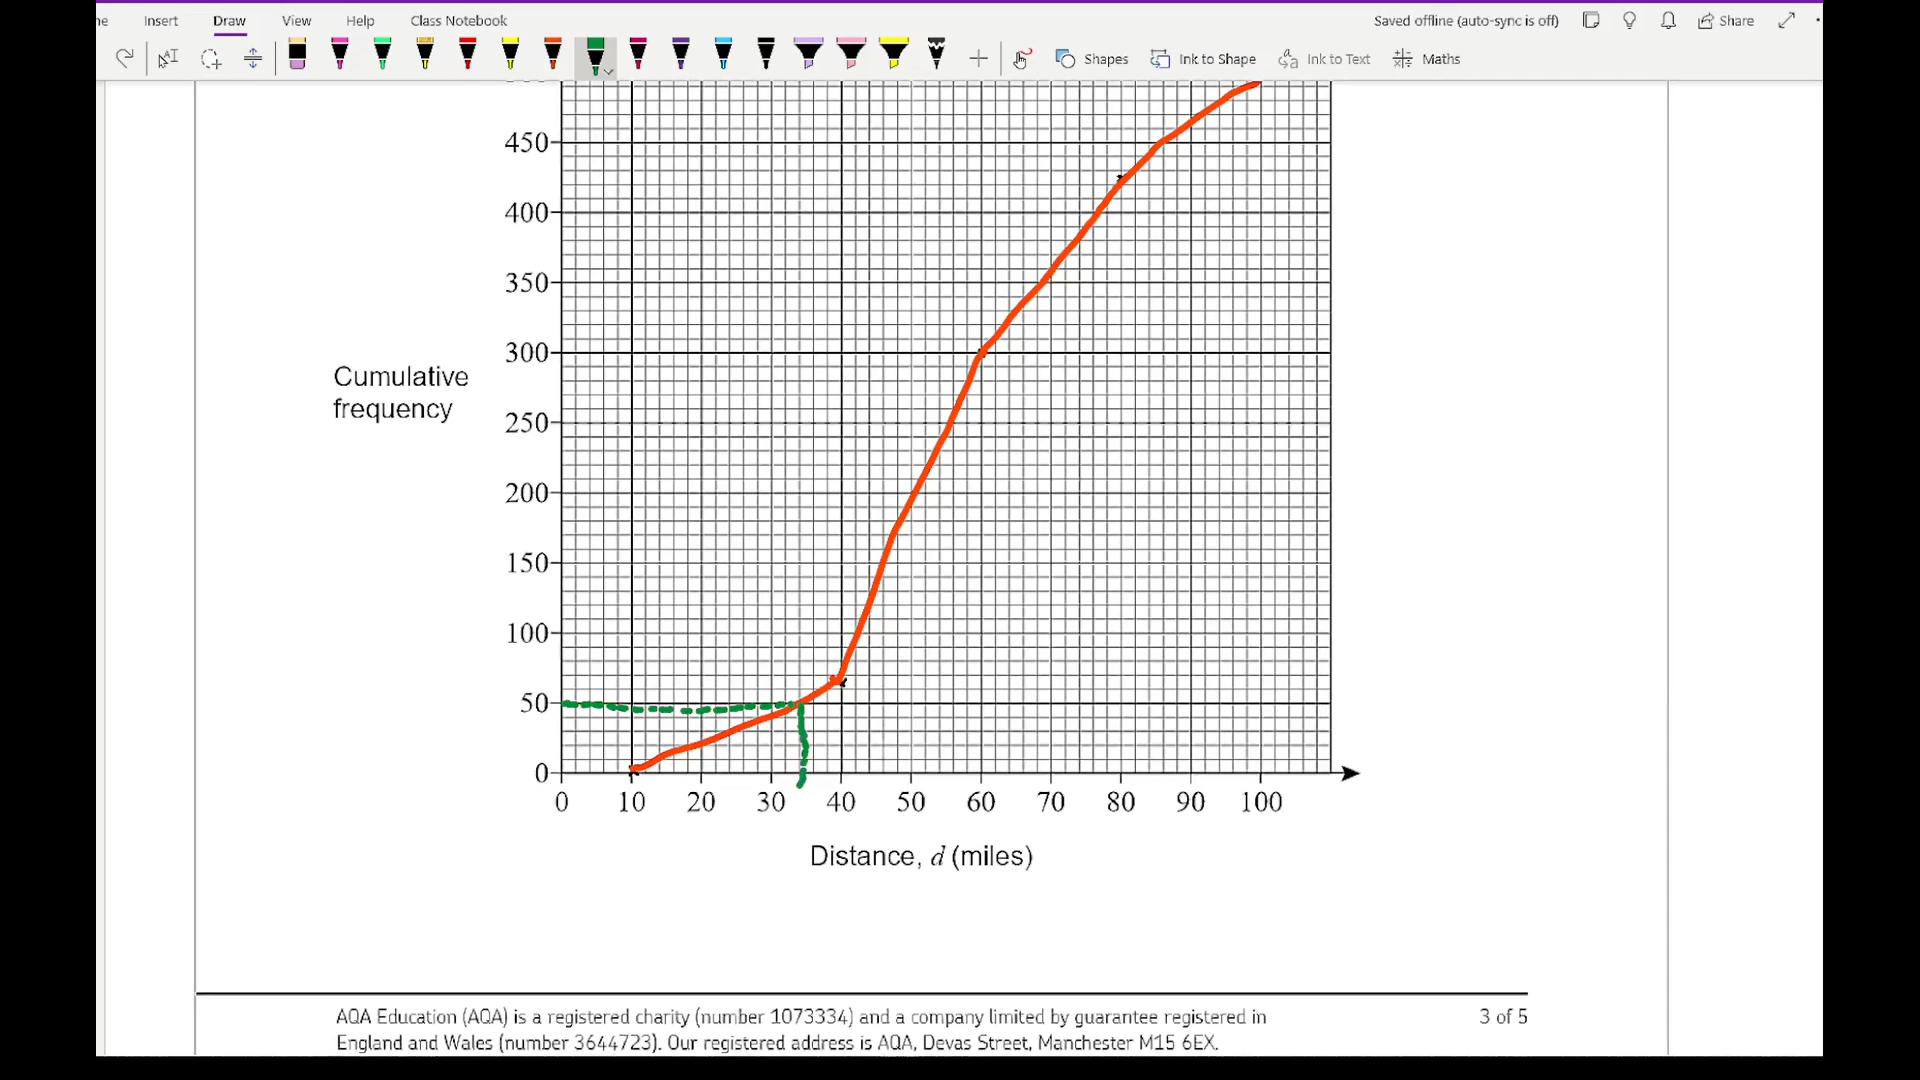 ne Insert Draw View Help Class Notebook Saved offline (auto-sync is off) Share
Shapes Ink to Shape Ink to Text Maths
450
400
350
300
Cumulative
frequency
250
200
150
100
50
0
0 10 20 30 40 50 60 70 80 90 100
Distance, d (miles)
AQA Education (AQA) is a registered charity (number 1073334) and a company limited by guarantee registered in 3 of 5
England and Wales (number 3644723). Our registered address is AQA, Devas Street, Manchester M15 6EX.